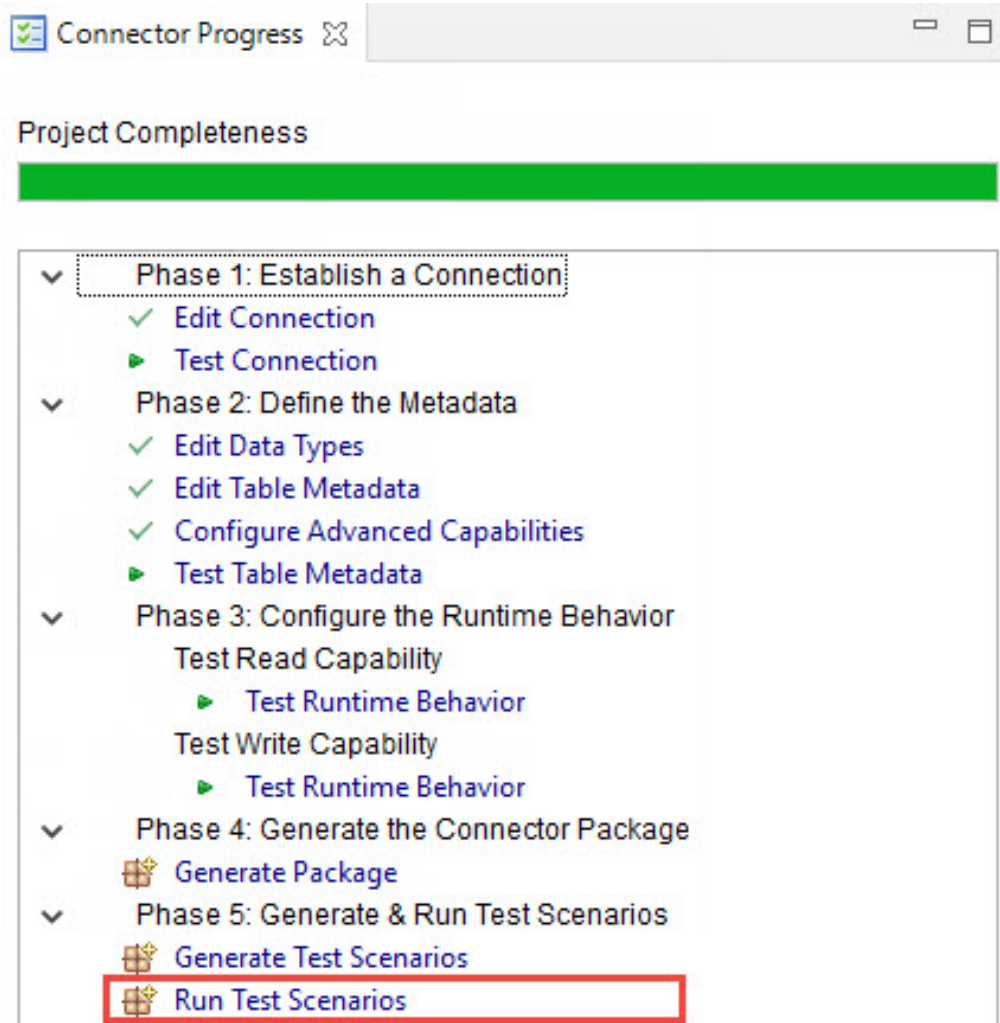 Connector Progress
Project Completeness
Phase 1: Establish a Connection
Edit Connection
Test Connection
Phase 2: Define the Metadata
Edit Data Types
Edit Table Metadata
Configure Advanced Capabilities
Test Table Metadata
Phase 3: Configure the Runtime Behavior
Test Read Capability
Test Runtime Behavior
Test Write Capability
Test Runtime Behavior
Phase 4: Generate the Connector Package
Generate Package
Phase 5: Generate & Run Test Scenarios
Generate Test Scenarios
Run Test Scenarios